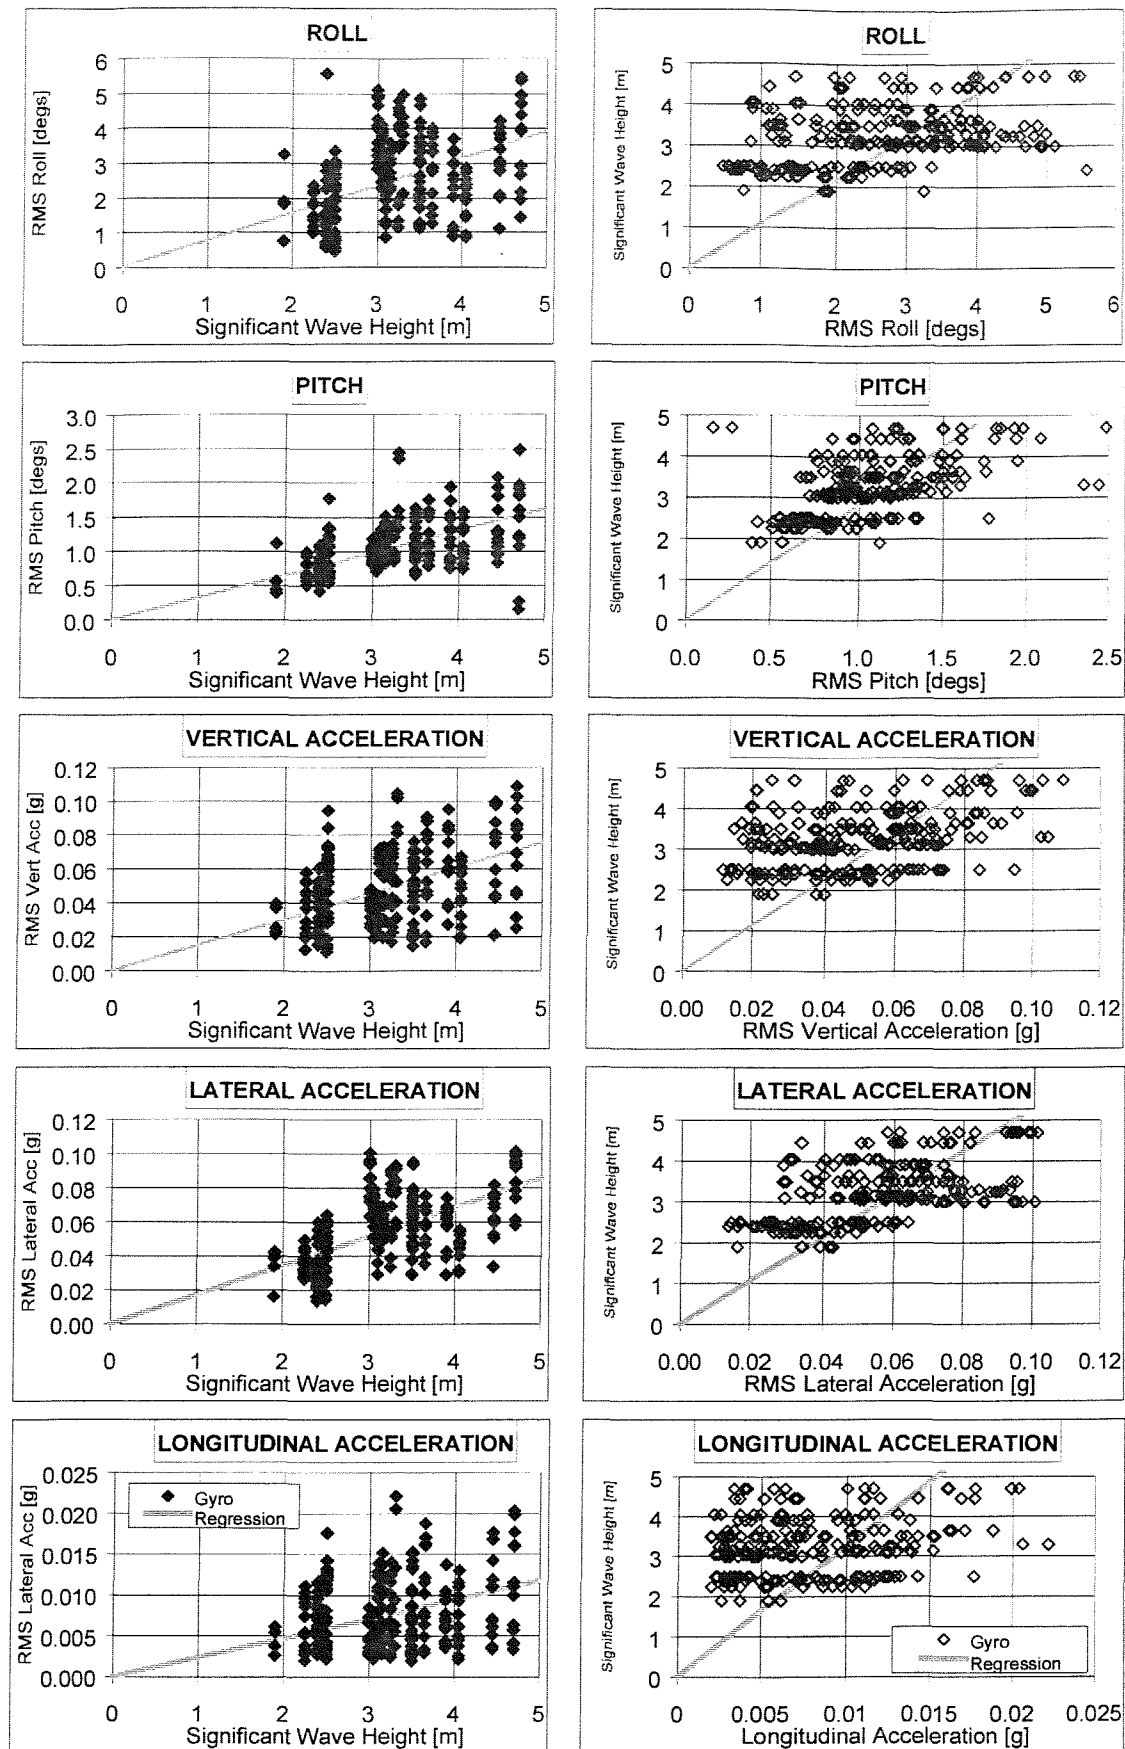 ROLL
6
5
4
3
2
1
0
RMS Roll [degs]
0 1 2 3 4 5
Significant Wave Height [m]
ROLL
5
4
3
2
1
0
Significant Wave Height [m]
0 1 2 3 4 5 6
RMS Roll [degs]
PITCH
3.0
2.5
2.0
1.5
1.0
0.5
0.0
RMS Pitch [degs]
0 1 2 3 4 5
Significant Wave Height [m]
PITCH
5
4
3
2
1
0
Significant Wave Height [m]
0.0 0.5 1.0 1.5 2.0 2.5
RMS Pitch [degs]
VERTICAL ACCELERATION
0.12
0.10
0.08
0.06
0.04
0.02
0.00
RMS Vert Acc [g]
0 1 2 3 4 5
Significant Wave Height [m]
VERTICAL ACCELERATION
5
4
3
2
1
0
Significant Wave Height [m]
0.00 0.02 0.04 0.06 0.08 0.10 0.12
RMS Vertical Acceleration [g]
LATERAL ACCELERATION
0.12
0.10
0.08
0.06
0.04
0.02
0.00
RMS Lateral Acc [g]
0 1 2 3 4 5
Significant Wave Height [m]
LATERAL ACCELERATION
5
4
3
2
1
0
Significant Wave Height [m]
0.00 0.02 0.04 0.06 0.08 0.10 0.12
RMS Lateral Acceleration [g]
LONGITUDINAL ACCELERATION
0.025
0.020
0.015
0.010
0.005
0.000
RMS Lateral Acc [g]
Gyro
Regression
0 1 2 3 4 5
Significant Wave Height [m]
LONGITUDINAL ACCELERATION
5
4
3
2
1
0
Significant Wave Height [m]
Gyro
Regression
0 0.005 0.01 0.015 0.02 0.025
Longitudinal Acceleration [g]